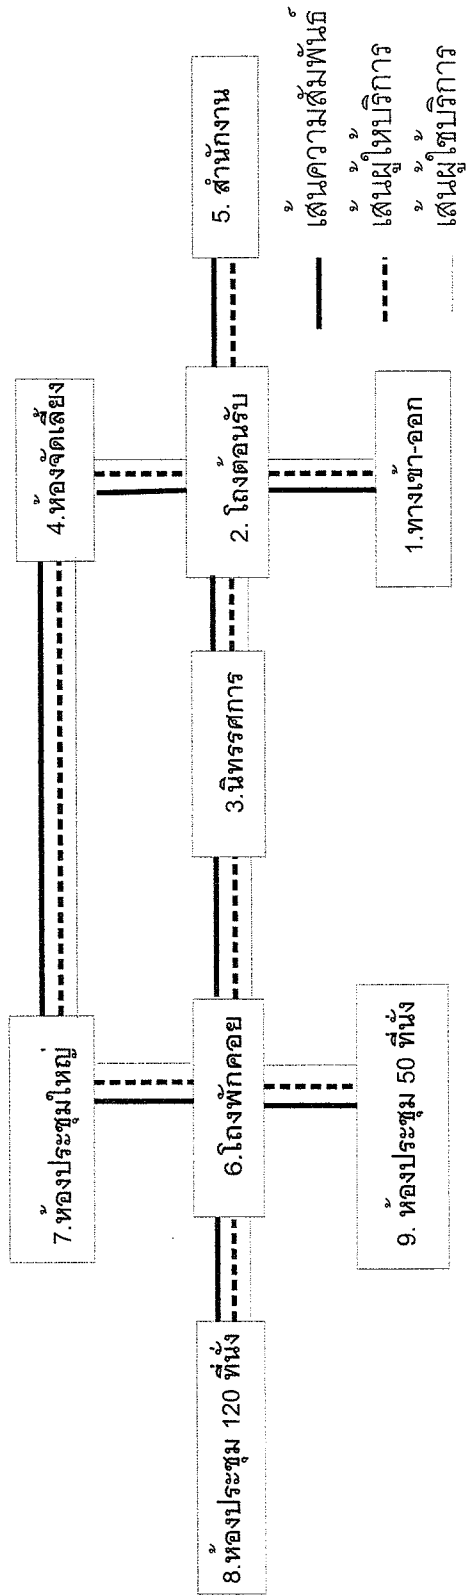 7.ห้องประชุมใหญ่
4.ห้องจัดเลี้ยง
8.ห้องประชุม 120 ที่นั่ง
6.โถงพักคอย
3.นิทรรศการ
2. โถงต้อนรับ
5. สำนักงาน
9. ห้องประชุม 50 ที่นั่ง
1.ทางเข้า-ออก
เส้นความสัมพันธ์
เส้นผู้ให้บริการ
เส้นผู้ใช้บริการ